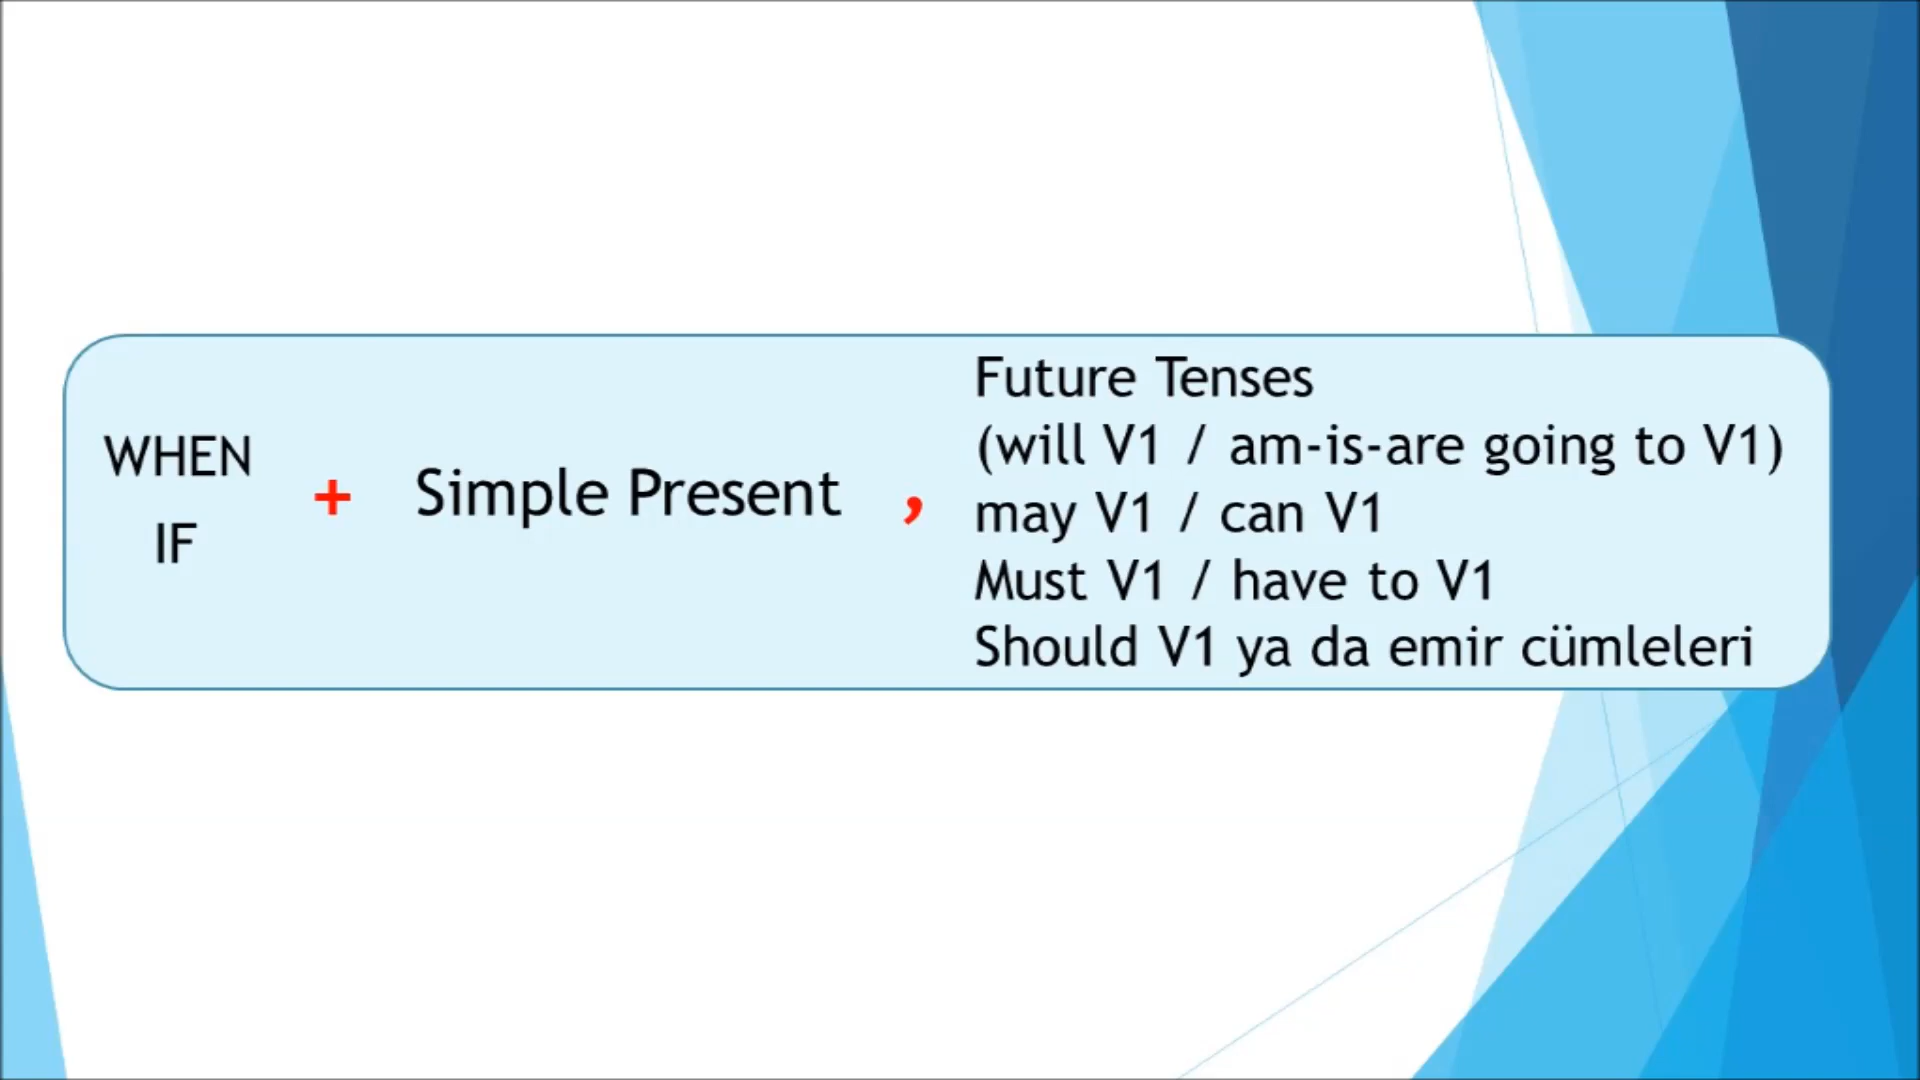 WHEN
IF
+
Simple Present
,
Future Tenses
(will V1 / am-is-are going to V1)
may V1 / can V1
Must V1 / have to V1
Should V1 ya da emir cümleleri